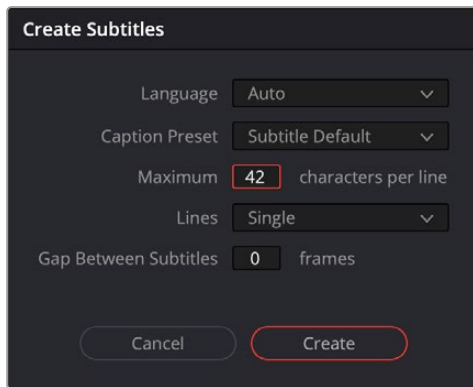 Create Subtitles
Language Auto
Caption Preset Subtitle Default
Maximum 42 characters per line
Lines Single
Gap Between Subtitles 0 frames
Cancel Create